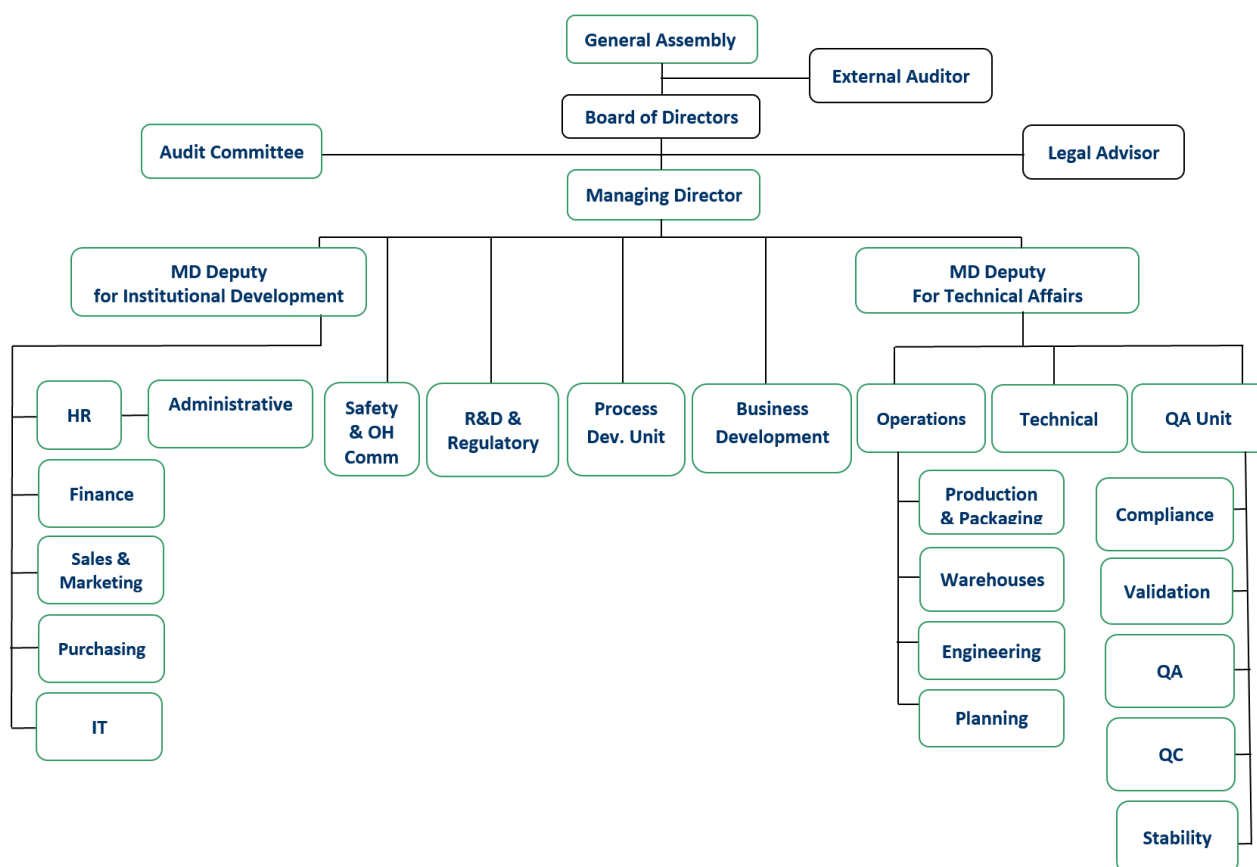 General Assembly
External Auditor
Board of Directors
Audit Committee
Legal Advisor
Managing Director
MD Deputy
for Institutional Development
MD Deputy
For Technical Affairs
HR
Administrative
Safety
& OH
Comm
R&D &
Regulatory
Process
Dev. Unit
Business
Development
Operations
Technical
QA Unit
Finance
Sales &
Marketing
Purchasing
IT
Production
& Packaging
Warehouses
Engineering
Planning
Compliance
Validation
QA
QC
Stability